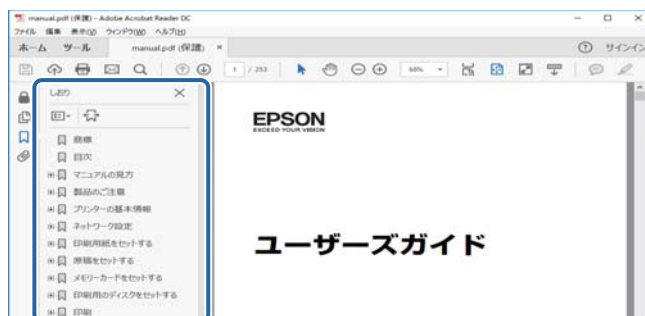 manual.pdf (保護) - Adobe Acrobat Reader DC
ファイル 編集 表示(V) ウィンドウ(W) ヘルプ(H)
ホーム ツール manual.pdf (保護) × ? サインイン
1 / 253 68%
しおり ×
商標
目次
マニュアルの見方
製品のご注意
プリンターの基本情報
ネットワーク設定
印刷用紙をセットする
原稿をセットする
メモリーカードをセットする
印刷用のディスクをセットする
印刷
EPSON
EXCEED YOUR VISION
ユーザーズガイド